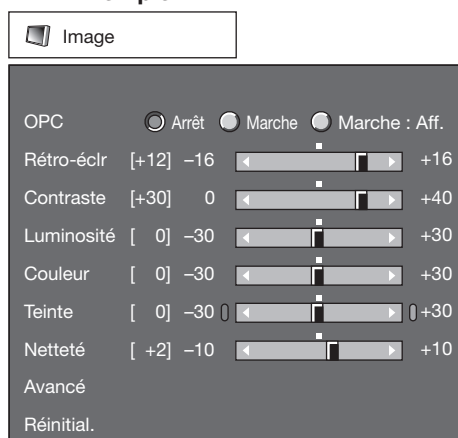 Image
OPC Arrêt Marche Marche : Aff.
Rétro-éclr [+12] –16 +16
Contraste [+30] 0 +40
Luminosité [ 0] –30 +30
Couleur [ 0] –30 +30
Teinte [ 0] –30 +30
Netteté [ +2] –10 +10
Avancé
Réinitial.